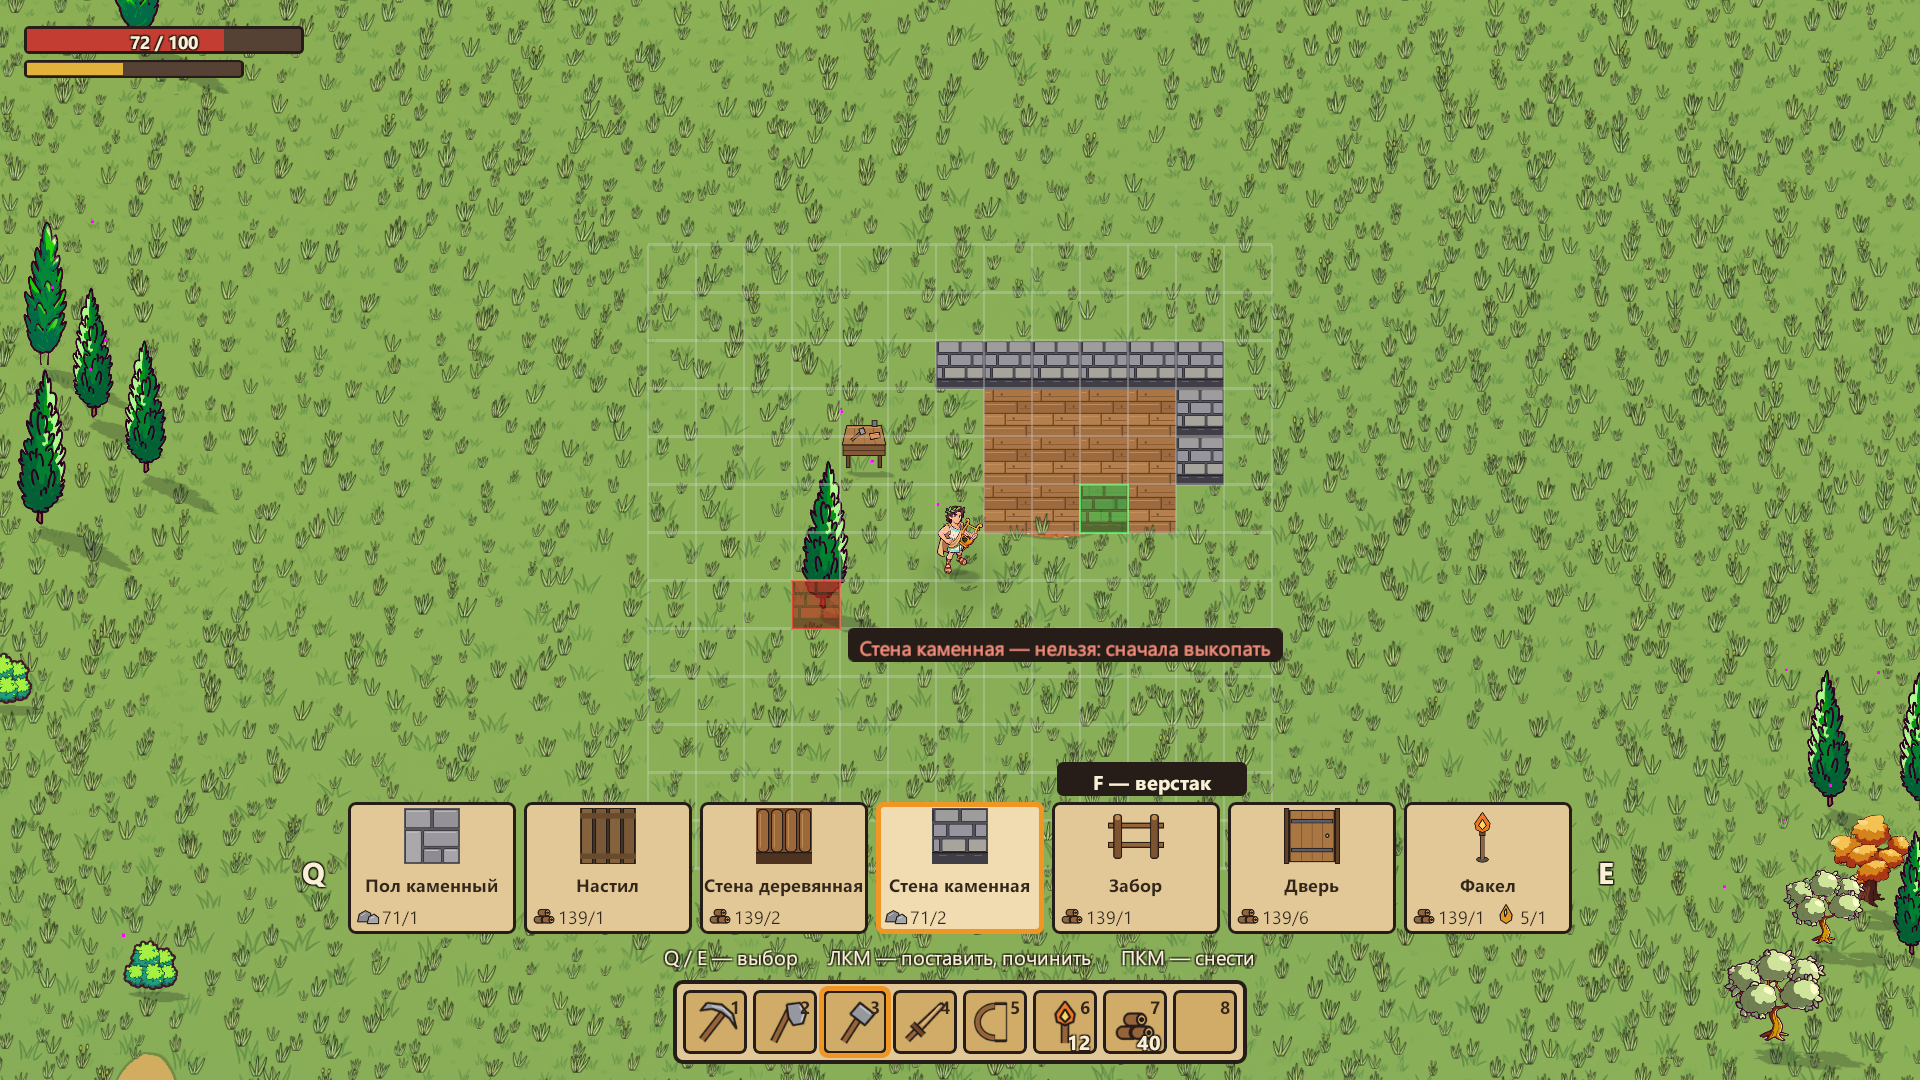 72 / 100
Стена каменная — нельзя: сначала выкопать
F — верстак
Q
Пол каменный
71/1
Настил
139/1
Стена деревянная
139/2
Стена каменная
71/2
Забор
139/1
Дверь
139/6
Факел
139/1 5/1
E
Q / E — выбор ЛКМ — поставить, починить ПКМ — снести
1 2 3 4 5 6 7 8
12 40